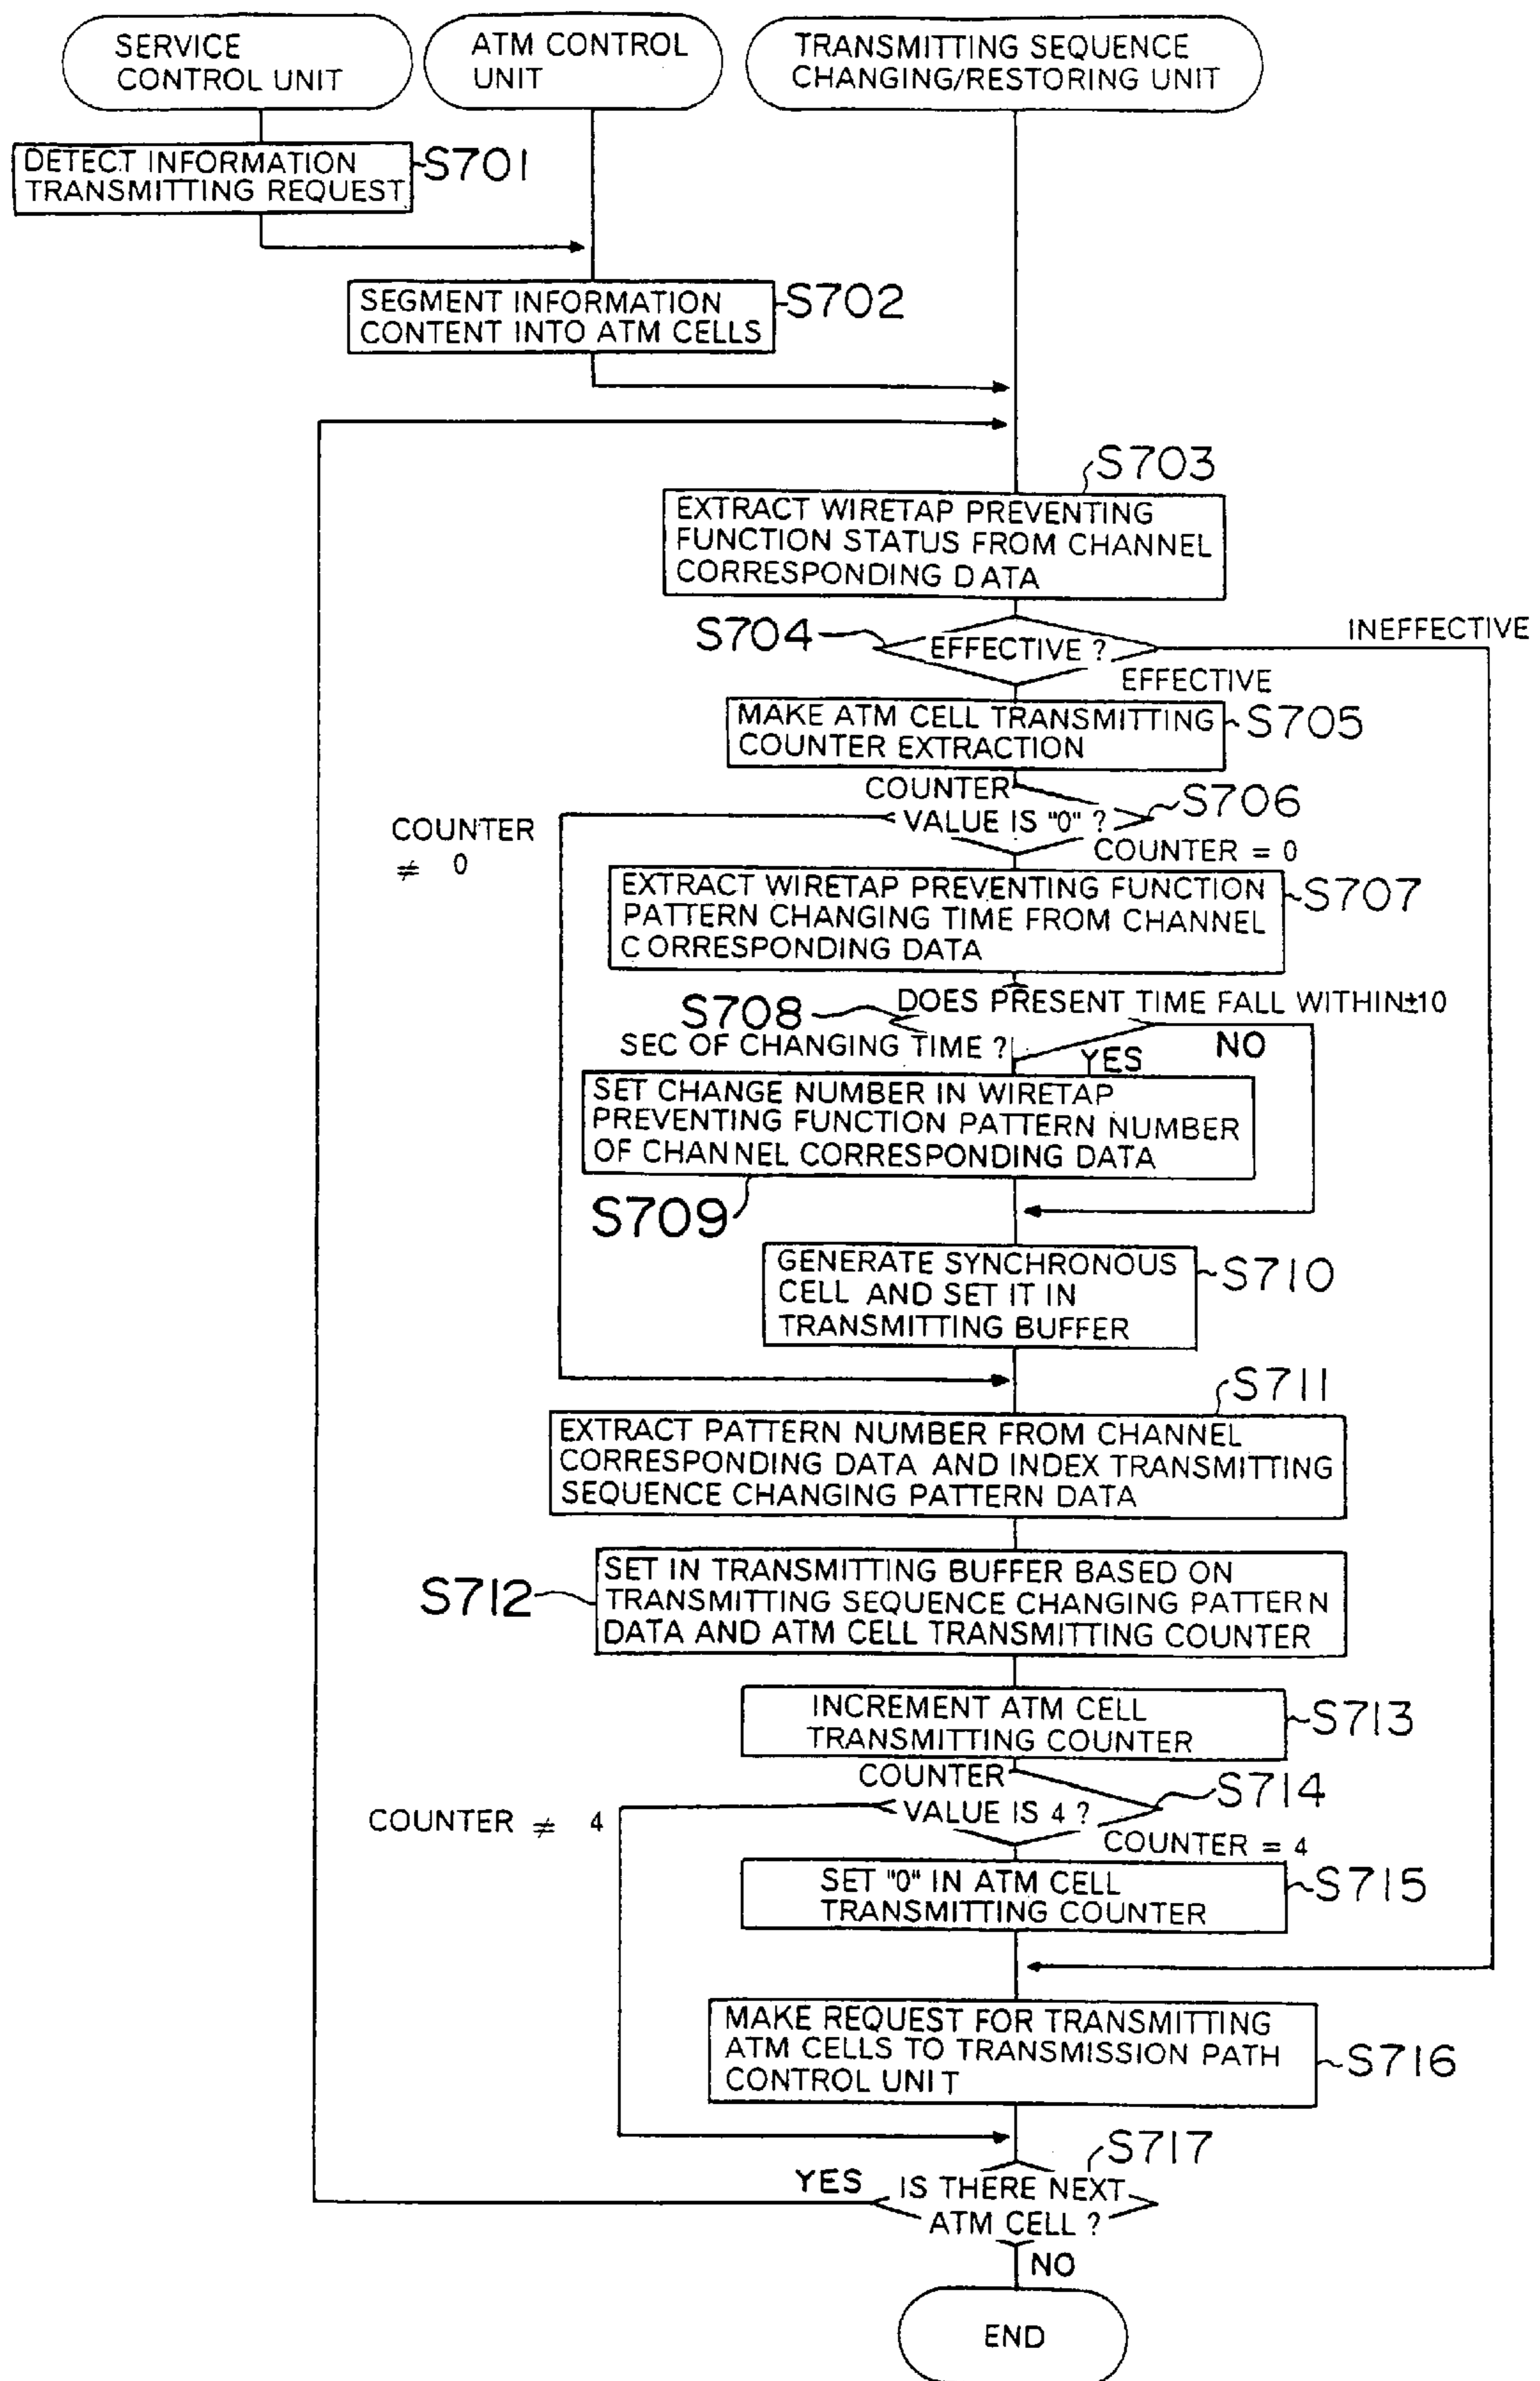 SERVICE
CONTROL UNIT
ATM CONTROL
UNIT
TRANSMITTING SEQUENCE
CHANGING/RESTORING UNIT
DETECT INFORMATION
TRANSMITTING REQUEST
S701
SEGMENT INFORMATION
CONTENT INTO ATM CELLS
S702
S703
EXTRACT WIRETAP PREVENTING
FUNCTION STATUS FROM CHANNEL
CORRESPONDING DATA
S704
EFFECTIVE ?
INEFFECTIVE
EFFECTIVE
MAKE ATM CELL TRANSMITTING
COUNTER EXTRACTION
S705
COUNTER
VALUE IS "0" ?
S706
COUNTER
≠ 0
COUNTER = 0
EXTRACT WIRETAP PREVENTING FUNCTION
PATTERN CHANGING TIME FROM CHANNEL
CORRESPONDING DATA
S707
S708
DOES PRESENT TIME FALL WITHIN±10
SEC OF CHANGING TIME ?
YES
NO
SET CHANGE NUMBER IN WIRETAP
PREVENTING FUNCTION PATTERN NUMBER
OF CHANNEL CORRESPONDING DATA
S709
GENERATE SYNCHRONOUS
CELL AND SET IT IN
TRANSMITTING BUFFER
S710
S711
EXTRACT PATTERN NUMBER FROM CHANNEL
CORRESPONDING DATA AND INDEX TRANSMITTING
SEQUENCE CHANGING PATTERN DATA
S712
SET IN TRANSMITTING BUFFER BASED ON
TRANSMITTING SEQUENCE CHANGING PATTERN
DATA AND ATM CELL TRANSMITTING COUNTER
INCREMENT ATM CELL
TRANSMITTING COUNTER
S713
COUNTER
VALUE IS 4 ?
S714
COUNTER ≠ 4
COUNTER = 4
SET "0" IN ATM CELL
TRANSMITTING COUNTER
S715
MAKE REQUEST FOR TRANSMITTING
ATM CELLS TO TRANSMISSION PATH
CONTROL UNIT
S716
S717
YES
IS THERE NEXT
ATM CELL ?
NO
END